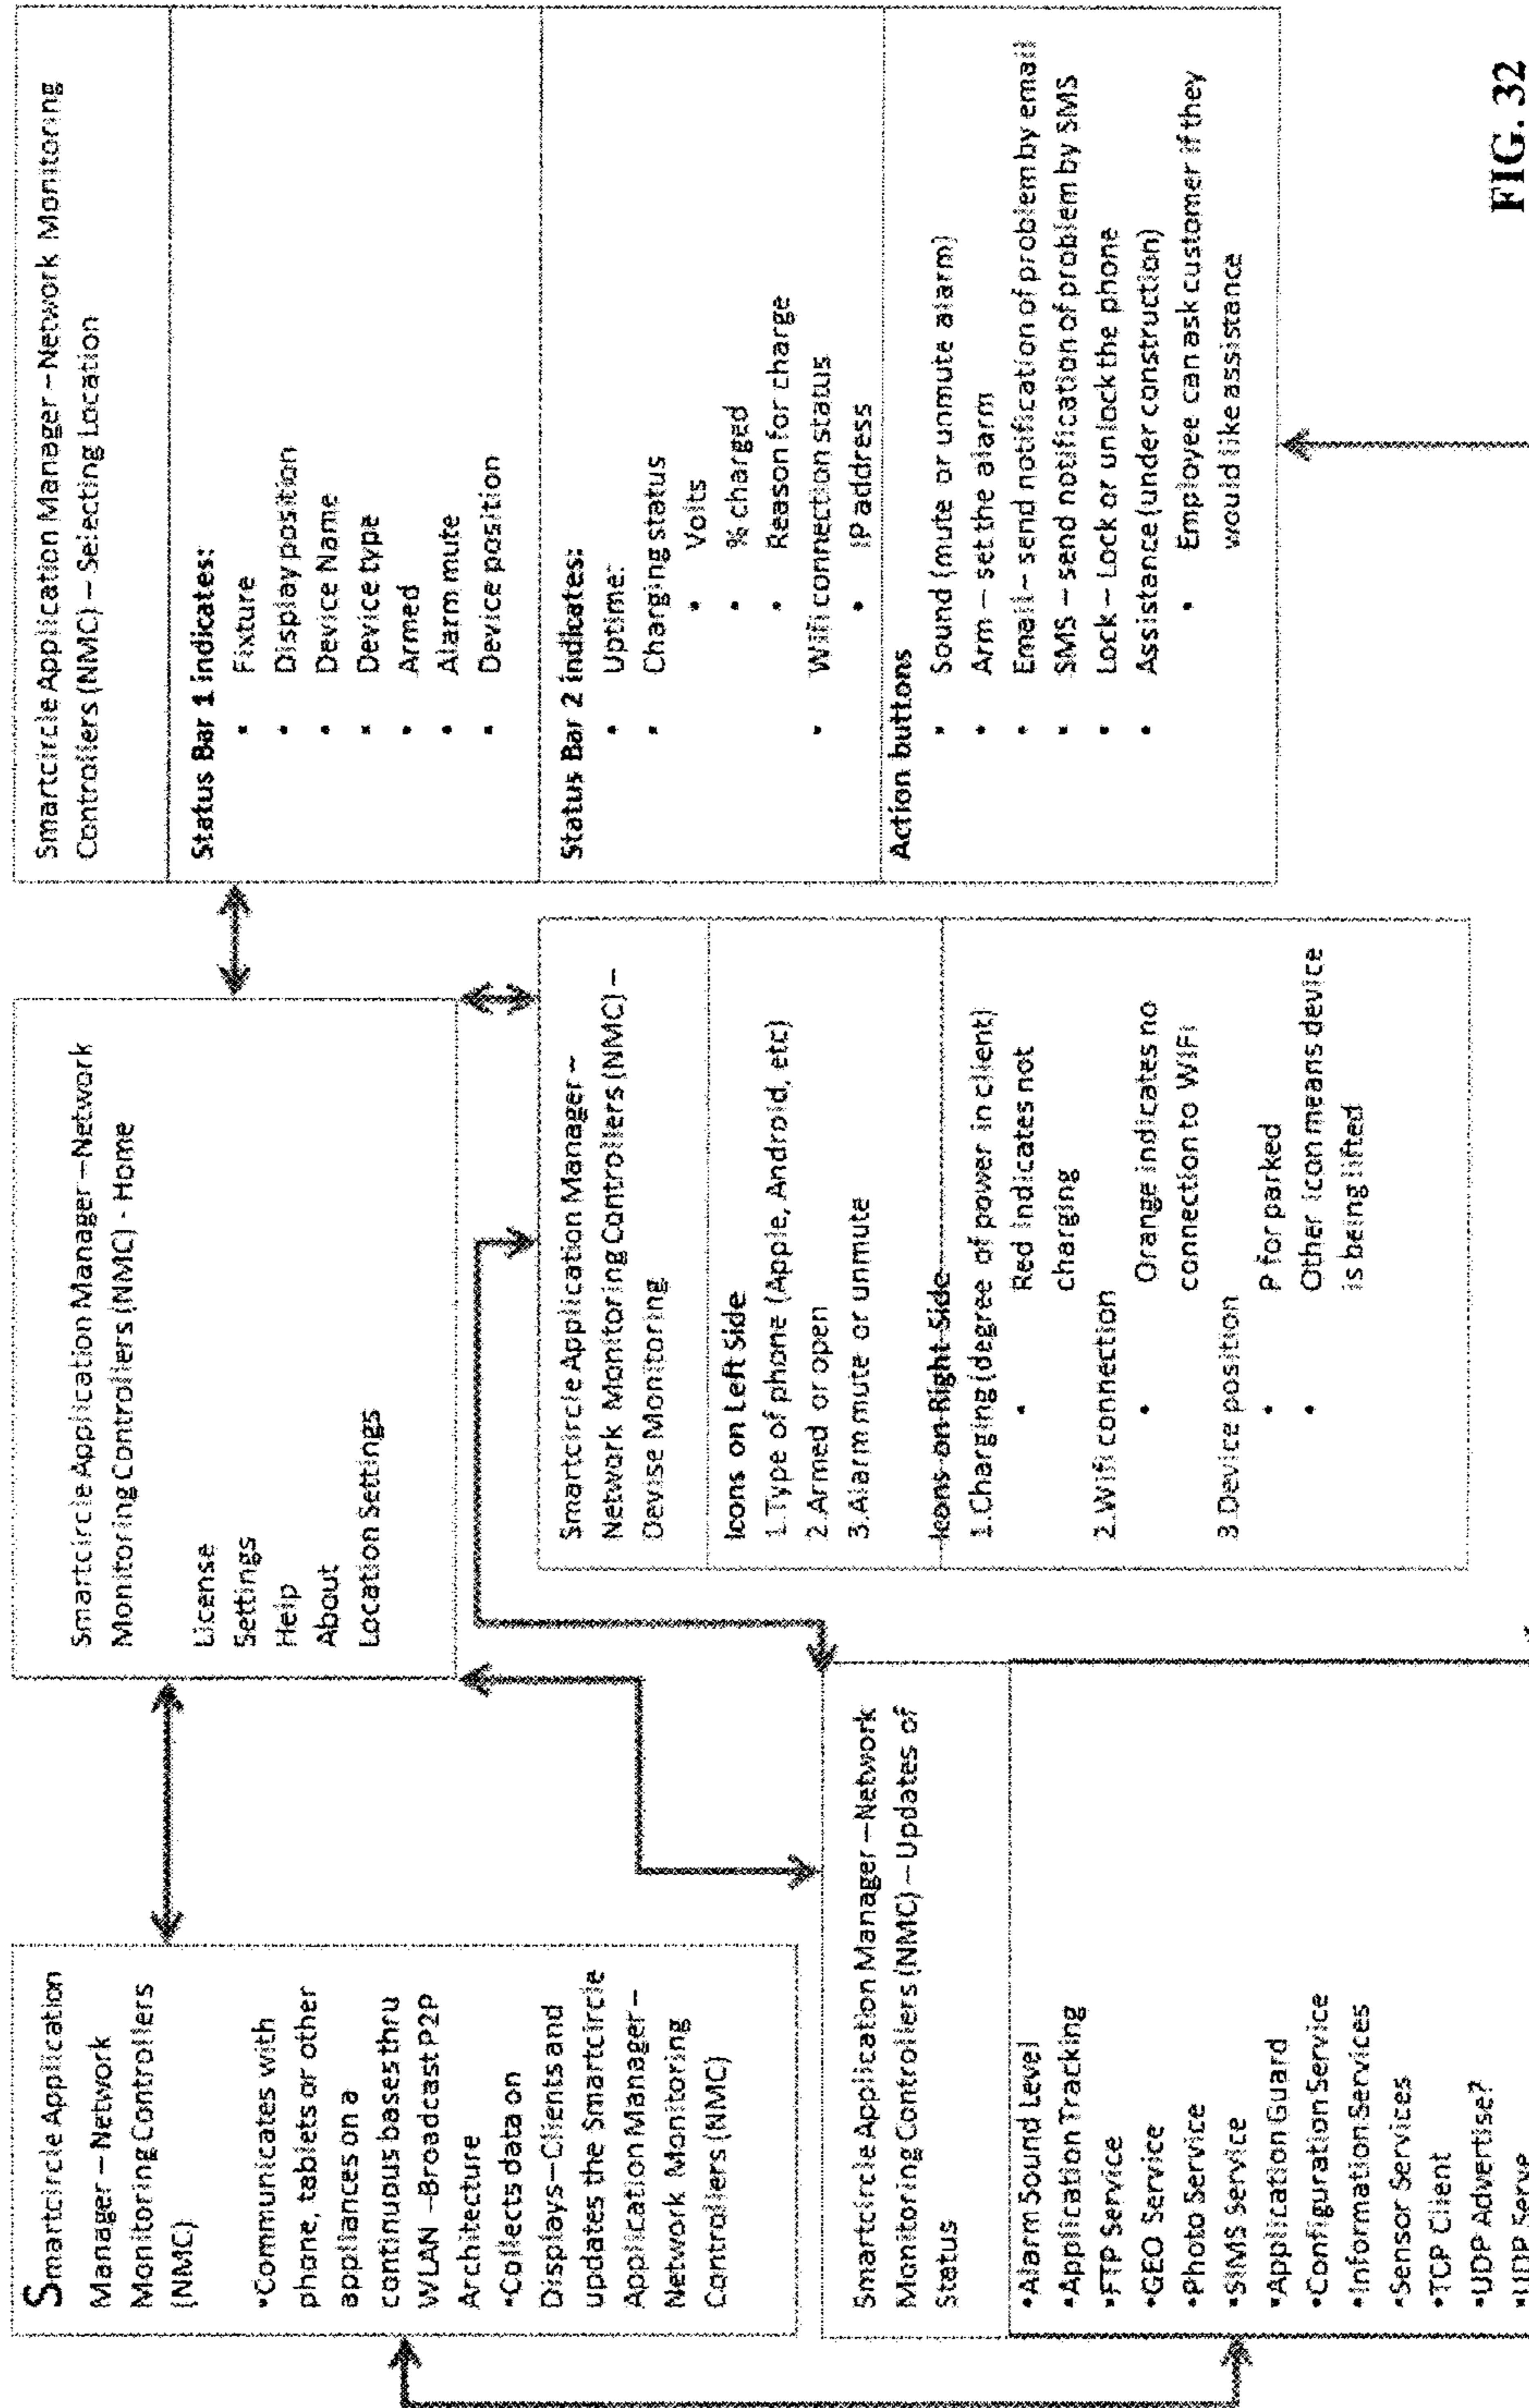 Smartcircle Application
Manager – Network
Monitoring Controllers
(NMC)
•Communicates with
phone, tablets or other
appliances on a
continuous bases thru
WLAN –Broadcast P2P
Architecture
•Collects data on
Displays–Clients and
updates the Smartcircle
Application Manager –
Network Monitoring
Controllers (NMC)
Smartcircle Application Manager –Network
Monitoring Controllers (NMC) - Home
License
Settings
Help
About
Location Settings
Smartcircle Application Manager –Network Monitoring
Controllers (NMC) – Selecting Location
Status Bar 1 indicates:
• Fixture
• Display position
• Device Name
• Device type
• Armed
• Alarm mute
• Device position
Status Bar 2 indicates:
• Uptime:
• Charging status
• Volts
• % charged
• Reason for charge
• Wifi connection status
• IP address
Action buttons
• Sound (mute or unmute alarm)
• Arm – set the alarm
• Email – send notification of problem by email
• SMS – send notification of problem by SMS
• Lock – Lock or unlock the phone
• Assistance (under construction)
• Employee can ask customer if they
would like assistance
Smartcircle Application Manager –
Network Monitoring Controllers (NMC) –
Devise Monitoring
Icons on Left Side
1.Type of phone (Apple, Android, etc)
2.Armed or open
3.Alarm mute or unmute
Icons on Right Side
1.Charging (degree of power in client)
• Red indicates not
charging
2.Wifi connection
• Orange indicates no
connection to WiFi
3.Device position
• P for parked
• Other icon means device
is being lifted
Smartcircle Application Manager –Network
Monitoring Controllers (NMC) – Updates of
Status
•Alarm Sound Level
•Application Tracking
•FTP Service
•GEO Service
•Photo Service
•SIMS Service
•Application Guard
•Configuration Service
•Information Services
•Sensor Services
•TCP Client
•UDP Advertise?
•UDP Serve
FIG. 32